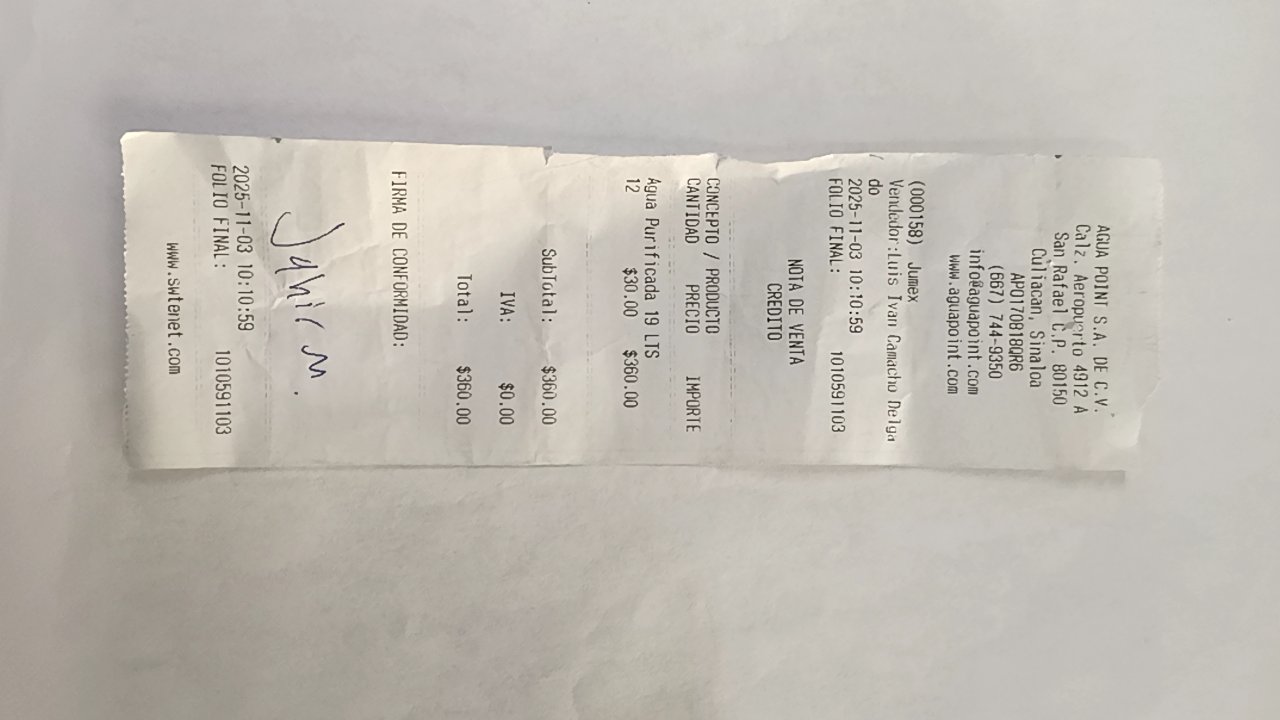 AGUA POINT S.A. DE C.V.
Calz. Aeropuerto 4912 A
San Rafael C.P. 80150
Culiacan, Sinaloa
APO170818QR6
(667) 744-9350
info@aguapoint.com
www.aguapoint.com
(000158) Jumex
Vendedor:Luis Ivan Camacho Delga
do
2025-11-03 10:10:59
FOLIO FINAL: 1010591103
NOTA DE VENTA
CREDITO
CONCEPTO / PRODUCTO
CANTIDAD PRECIO IMPORTE
Agua Purificada 19 LTS
12 $30.00 $360.00
SubTotal: $360.00
IVA: $0.00
Total: $360.00
FIRMA DE CONFORMIDAD:
Jahir M.
2025-11-03 10:10:59
FOLIO FINAL: 1010591103
www.swtenet.com